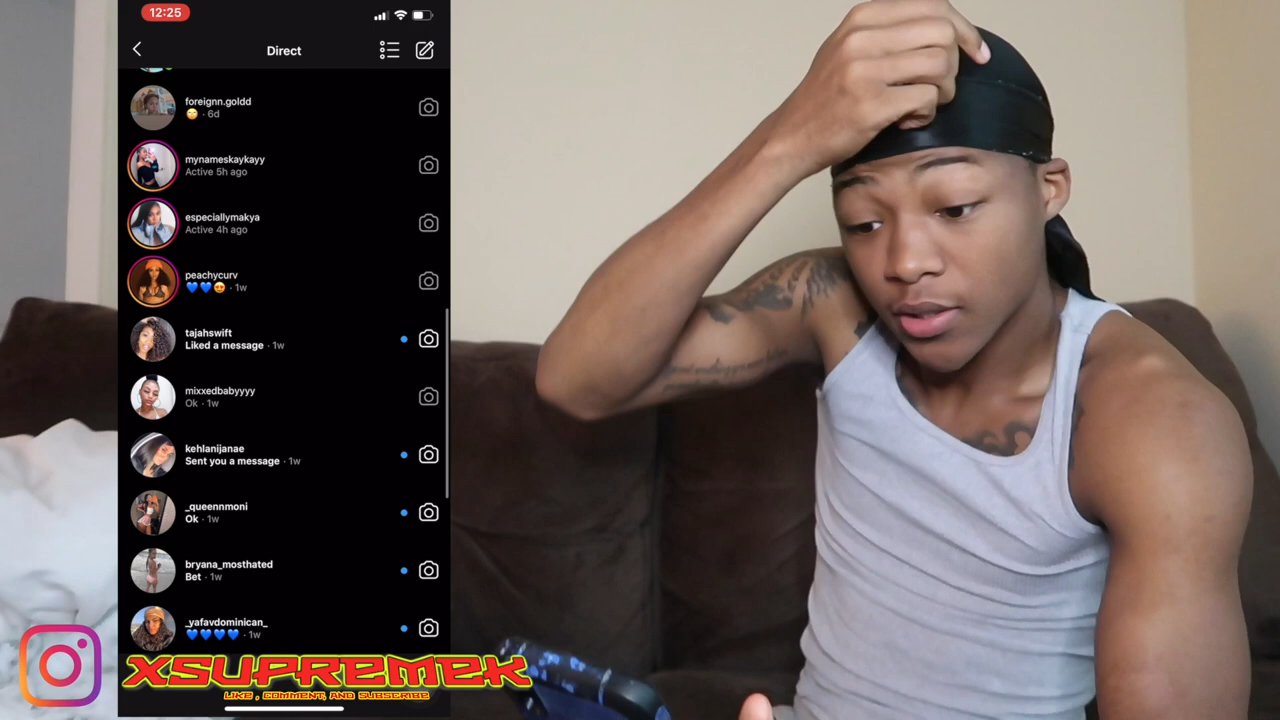 12:25
Direct
foreignn.goldd
🙄 · 6d
mynameskaykayy
Active 5h ago
especiallymakya
Active 4h ago
peachycurv
💙💙😍 · 1w
tajahswift
Liked a message · 1w
mixxedbabyyyy
Ok · 1w
kehlanijanae
Sent you a message · 1w
_queennmoni
Ok · 1w
bryana_mosthated
Bet · 1w
_yafavdominican_
💙💙💙💙 · 1w
XSUPREMEK
LIKE , COMMENT, AND SUBSCRIBE